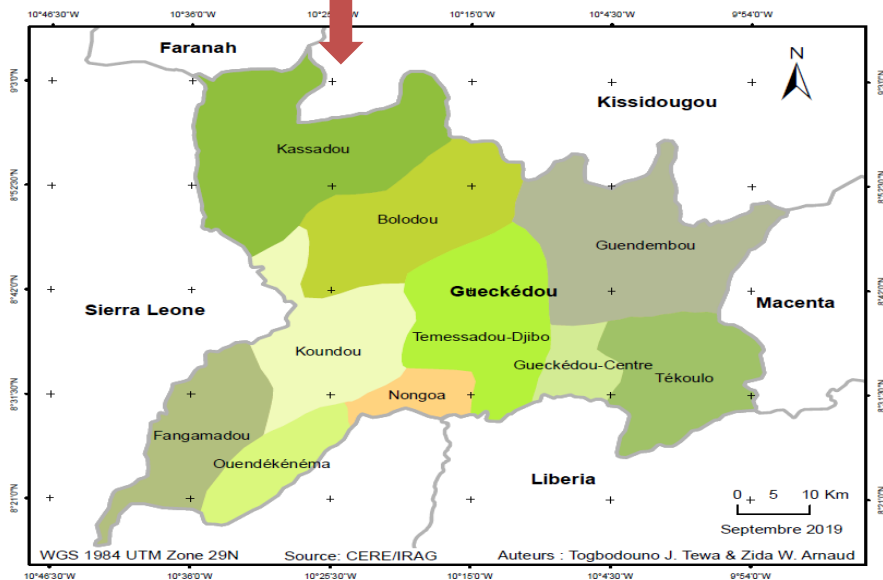 10°46'30"W 10°36'0"W 10°25'30"W 10°15'0"W 10°4'30"W 9°54'0"W
Faranah
N
9°3'0"N
Kissidougou
Kassadou
8°52'30"N
Bolodou
Guendembou
8°42'0"N
Gueckédou
Macenta
Sierra Leone
Temessadou-Djibo
Koundou
Gueckédou-Centre
Tékoulo
8°31'30"N
Nongoa
Fangamadou
Ouendékénéma
Liberia
8°21'0"N
0 5 10 Km
Septembre 2019
WGS 1984 UTM Zone 29N Source: CERE/IRAG Auteurs : Togbodouno J. Tewa & Zida W. Arnaud
10°46'30"W 10°36'0"W 10°25'30"W 10°15'0"W 10°4'30"W 9°54'0"W